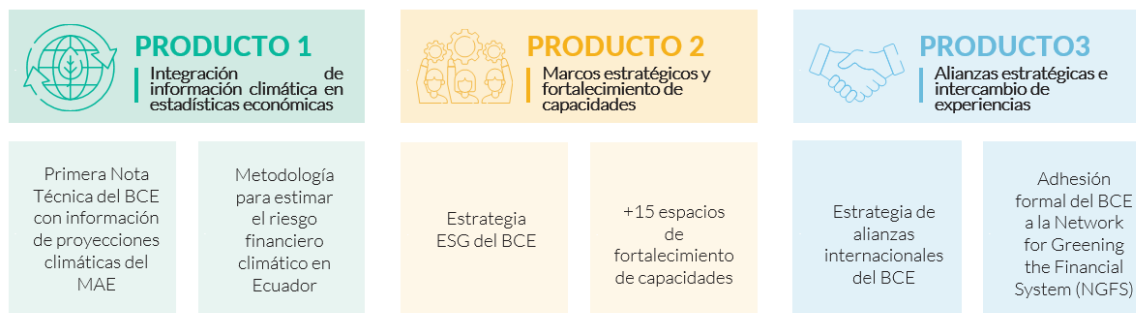 PRODUCTO 1
Integración de
información climática en
estadísticas económicas
Primera Nota
Técnica del BCE
con información
de proyecciones
climáticas del
MAE
Metodología
para estimar
el riesgo
financiero
climático en
Ecuador
PRODUCTO 2
Marcos estratégicos y
fortalecimiento de
capacidades
Estrategia
ESG del BCE
+15 espacios
de
fortalecimiento
de capacidades
PRODUCTO3
Alianzas estratégicas e
intercambio de
experiencias
Estrategia de
alianzas
internacionales
del BCE
Adhesión
formal del BCE
a la Network
for Greening
the Financial
System (NGFS)